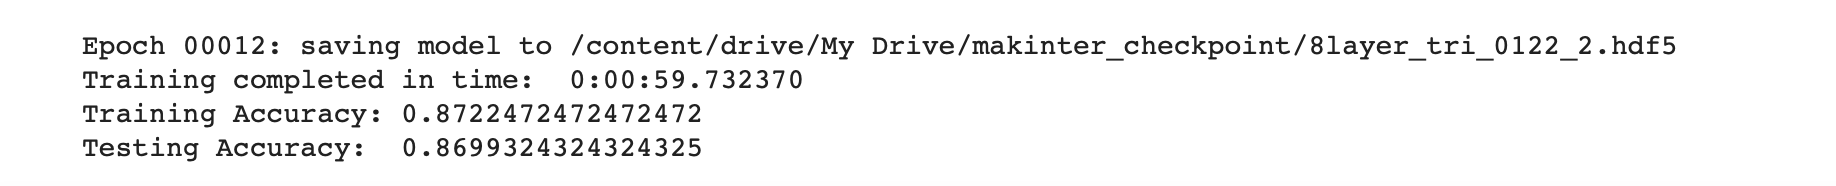 Epoch 00012: saving model to /content/drive/My Drive/makinter_checkpoint/8layer_tri_0122_2.hdf5
Training completed in time:  0:00:59.732370
Training Accuracy: 0.8722472472472472
Testing Accuracy:  0.8699324324324325